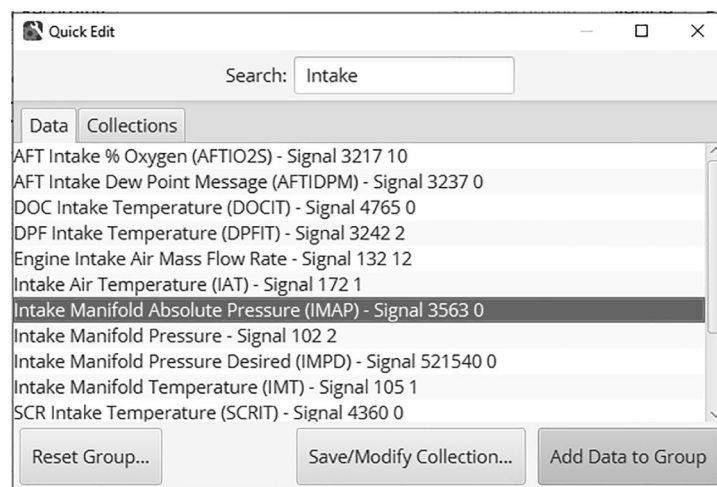 Quick Edit
Search: Intake
Data Collections
AFT Intake % Oxygen (AFTIO2S) - Signal 3217 10
AFT Intake Dew Point Message (AFTIDPM) - Signal 3237 0
DOC Intake Temperature (DOCIT) - Signal 4765 0
DPF Intake Temperature (DPFIT) - Signal 3242 2
Engine Intake Air Mass Flow Rate - Signal 132 12
Intake Air Temperature (IAT) - Signal 172 1
Intake Manifold Absolute Pressure (IMAP) - Signal 3563 0
Intake Manifold Pressure - Signal 102 2
Intake Manifold Pressure Desired (IMPD) - Signal 521540 0
Intake Manifold Temperature (IMT) - Signal 105 1
SCR Intake Temperature (SCRIT) - Signal 4360 0
Reset Group... Save/Modify Collection... Add Data to Group